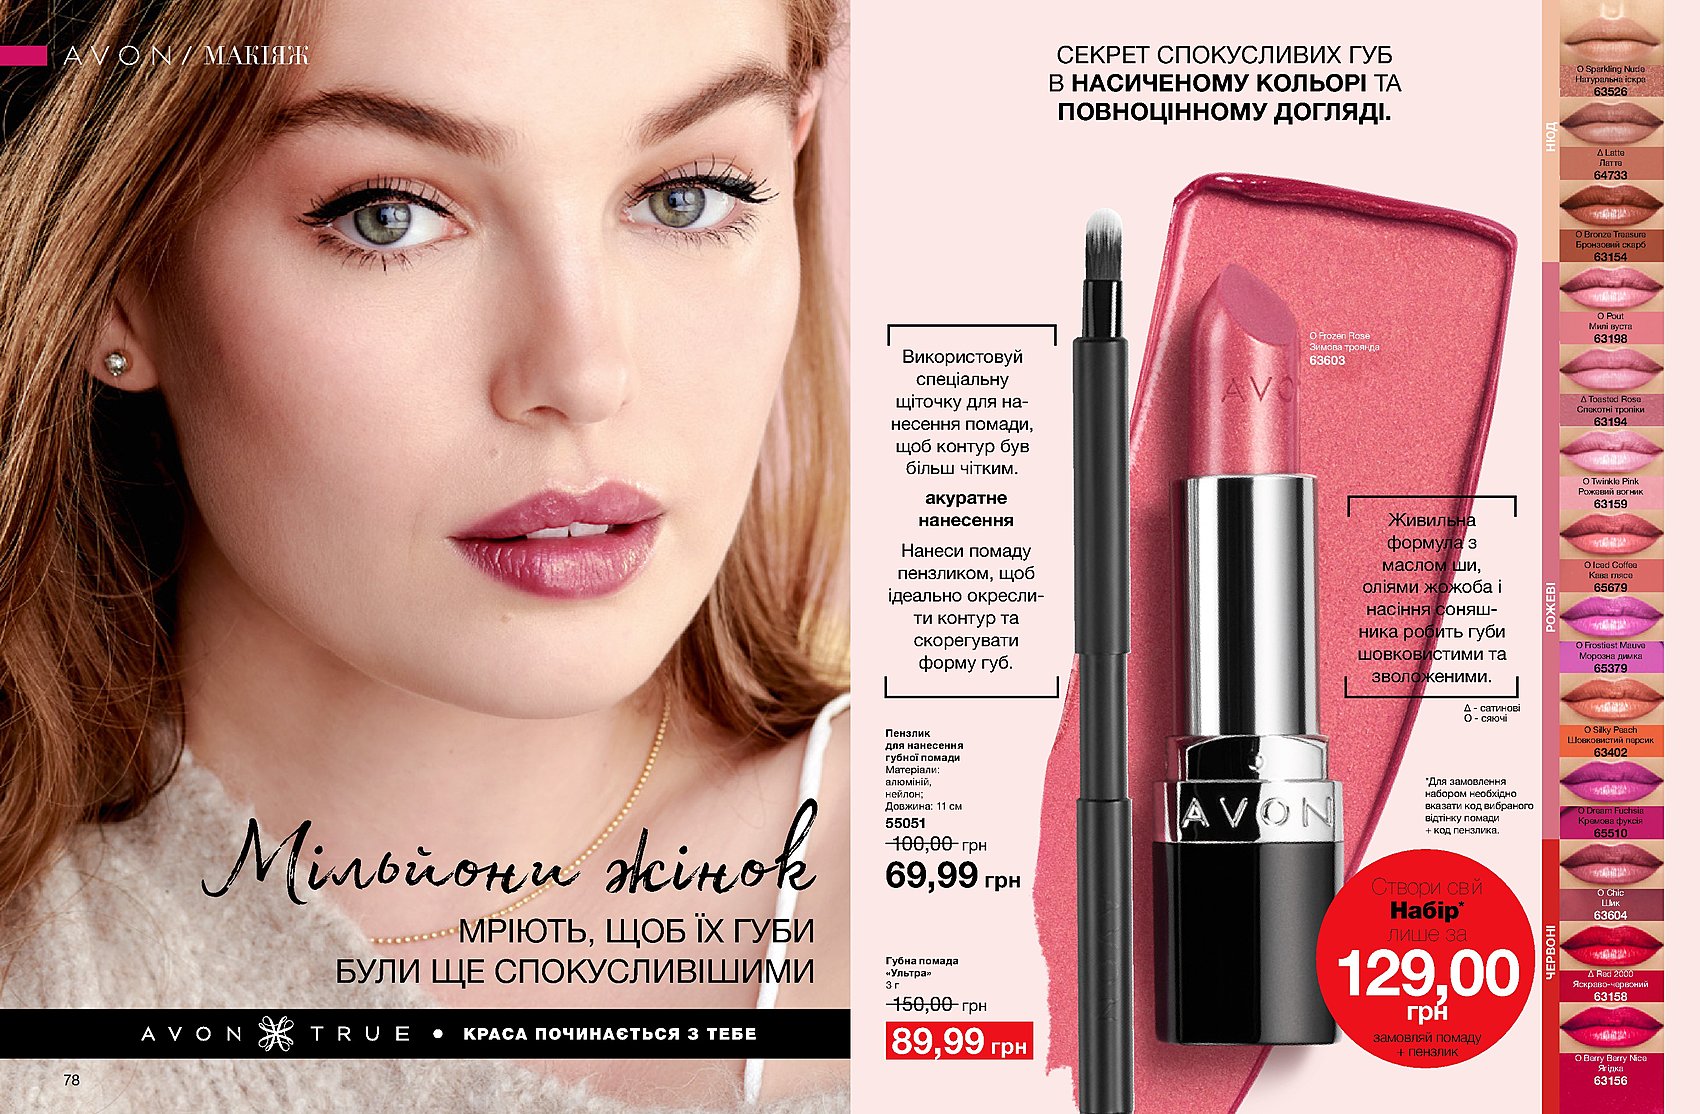 AVON / МАКІЯЖ
Мільйони жінок
МРІЮТЬ, ЩОБ ЇХ ГУБИ
БУЛИ ЩЕ СПОКУСЛИВІШИМИ
AVON TRUE • КРАСА ПОЧИНАЄТЬСЯ З ТЕБЕ
78
СЕКРЕТ СПОКУСЛИВИХ ГУБ
В НАСИЧЕНОМУ КОЛЬОРІ ТА
ПОВНОЦІННОМУ ДОГЛЯДІ.
Використовуй
спеціальну
щіточку для на-
несення помади,
щоб контур був
більш чітким.
акуратне
нанесення
Нанеси помаду
пензликом, щоб
ідеально окресли-
ти контур та
скорегувати
форму губ.
Пензлик
для нанесення
губної помади
Матеріали:
алюміній,
нейлон;
Довжина: 11 см
55051
100,00 грн
69,99 грн
Губна помада
«Ультра»
3 г
150,00 грн
89,99 грн
O Frozen Rose
Зимова троянда
63603
AVON
AVON
Живильна
формула з
маслом ши,
оліями жожоба і
насіння соняш-
ника робить губи
шовковистими та
зволоженими.
Δ - сатинові
O - сяючі
*Для замовлення
набором необхідно
вказати код вибраного
відтінку помади
+ код пензлика.
Створи свій
Набір*
лише за
129,00
грн
замовляй помаду
+ пензлик
НЮД
O Sparkling Nude
Натуральна іскра
63526
Δ Latte
Латте
64733
O Bronze Treasure
Бронзовий скарб
63154
РОЖЕВІ
O Pout
Милі вуста
63198
Δ Toasted Rose
Спекотні тропіки
63194
O Twinkle Pink
Рожевий вогник
63159
O Iced Coffee
Кава глясе
65679
O Frostiest Mauve
Морозна димка
65379
O Silky Peach
Шовковистий персик
63402
O Dream Fuchsia
Кремова фуксія
65510
ЧЕРВОНІ
O Chic
Шик
63604
Δ Red 2000
Яскраво-червоний
63158
O Berry Berry Nice
Ягідка
63156